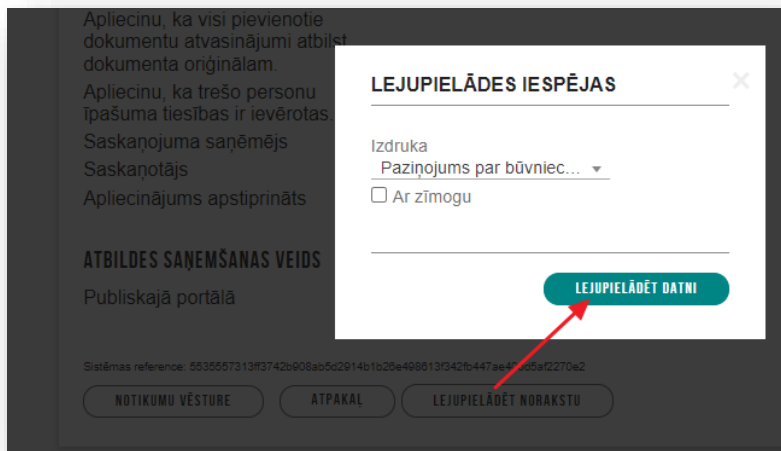 Apliecinu, ka visi pievienotie
dokumentu atvasinājumi atbilst
dokumenta oriģinālam.
Apliecinu, ka trešo personu
īpašuma tiesības ir ievērotas.
Saskaņojuma saņēmējs
Saskaņotājs
Apliecinājums apstiprināts
ATBILDES SAŅEMŠANAS VEIDS
Publiskajā portālā
Sistēmas reference:
NOTIKUMU VĒSTURE
ATPAKAĻ
LEJUPIELĀDĒT NORAKSTU
LEJUPIELĀDES IESPĒJAS
Izdruka
Paziņojums par būvniec...
Ar zīmogu
LEJUPIELĀDĒT DATNI